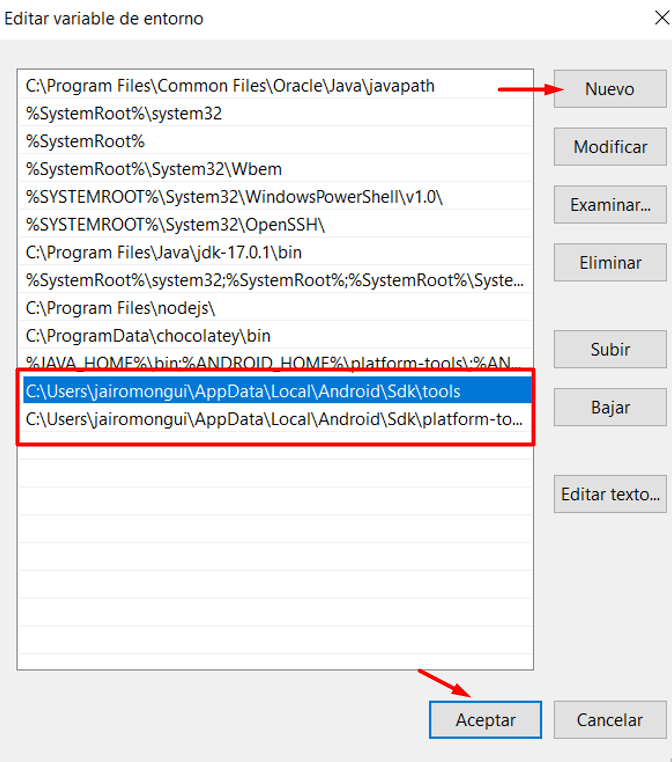 Editar variable de entorno
C:\Program Files\Common Files\Oracle\Java\javapath
%SystemRoot%\system32
%SystemRoot%
%SystemRoot%\System32\Wbem
%SYSTEMROOT%\System32\WindowsPowerShell\v1.0\
%SYSTEMROOT%\System32\OpenSSH\
C:\Program Files\Java\jdk-17.0.1\bin
%SystemRoot%\system32;%SystemRoot%;%SystemRoot%\Syste...
C:\Program Files\nodejs\
C:\ProgramData\chocolatey\bin
%JAVA_HOME%\bin;%ANDROID_HOME%\platform-tools\;%AN...
C:\Users\jairomongui\AppData\Local\Android\Sdk\tools
C:\Users\jairomongui\AppData\Local\Android\Sdk\platform-to...
Nuevo
Modificar
Examinar...
Eliminar
Subir
Bajar
Editar texto...
Aceptar
Cancelar